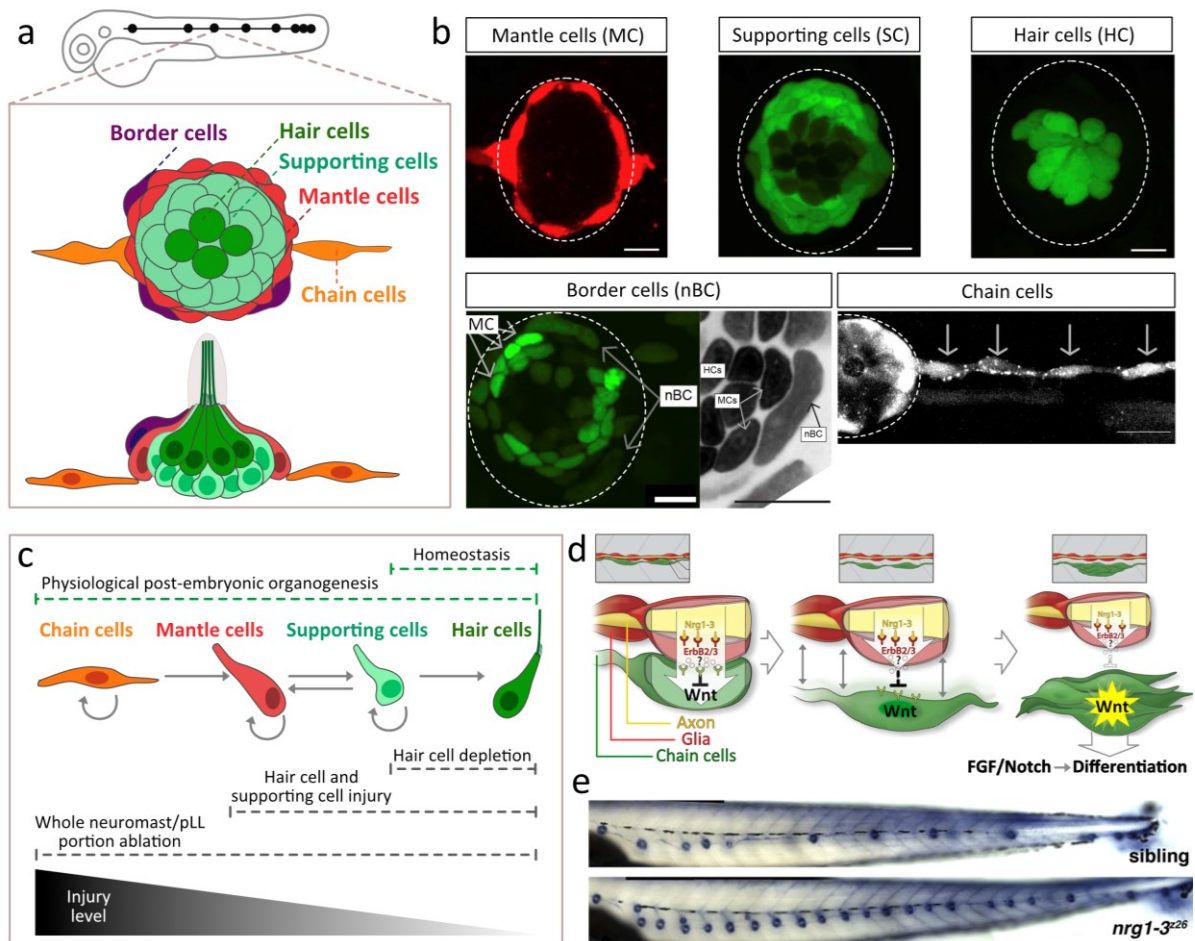 a
Border cells
Hair cells
Supporting cells
Mantle cells
Chain cells
b
Mantle cells (MC)
Supporting cells (SC)
Hair cells (HC)
Border cells (nBC)
MC
nBC
HCs
MCs
nBC
Chain cells
c
Homeostasis
Physiological post-embryonic organogenesis
Chain cells
Mantle cells
Supporting cells
Hair cells
Hair cell depletion
Hair cell and
supporting cell injury
Whole neuromast/pLL
portion ablation
Injury
level
d
Nrg1-3
ErbB2/3
?
Wnt
Axon
Glia
Chain cells
Nrg1-3
ErbB2/3
?
Wnt
Nrg1-3
ErbB2/3
?
Wnt
FGF/Notch → Differentiation
e
sibling
nrg1-3z26